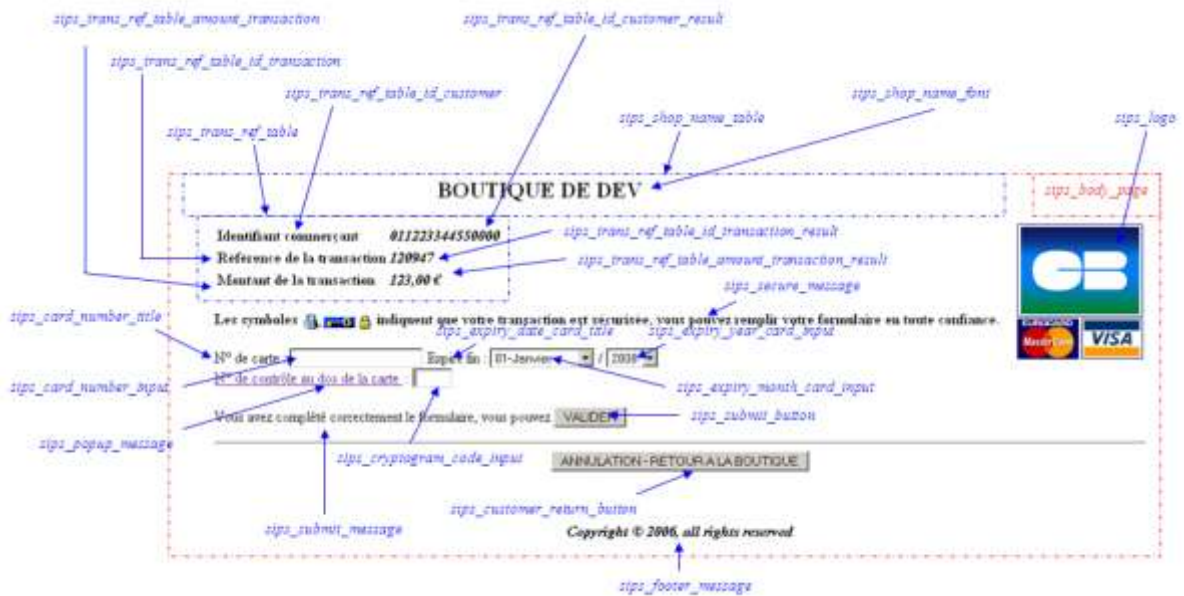 sips_trans_ref_table_amount_transaction
sips_trans_ref_table_id_customer_result
sips_trans_ref_table_id_transaction
sips_trans_ref_table_id_customer
sips_shop_name_font
sips_shop_name_table
sips_logo
sips_trans_ref_table
BOUTIQUE DE DEV
sips_body_page
Identifiant commerçant 011223344550000
sips_trans_ref_table_id_transaction_result
Référence de la transaction 120947
sips_trans_ref_table_amount_transaction_result
Montant de la transaction 123,00 €
sips_secure_message
CB
sips_card_number_title
Les symboles indiquent que votre transaction est sécurisée, vous pouvez remplir votre formulaire en toute confiance.
sips_expiry_date_card_title
sips_expiry_year_card_input
MasterCard
VISA
N° de carte Expire fin : 01-Janvier / 2006
N° de contrôle au dos de la carte :
sips_card_number_input
sips_expiry_month_card_input
Vous avez complété correctement le formulaire, vous pouvez VALIDER
sips_submit_button
sips_popup_message
sips_cryptogram_code_input
ANNULATION - RETOUR A LA BOUTIQUE
sips_customer_return_button
sips_submit_message
Copyright © 2006, all rights reserved
sips_footer_message